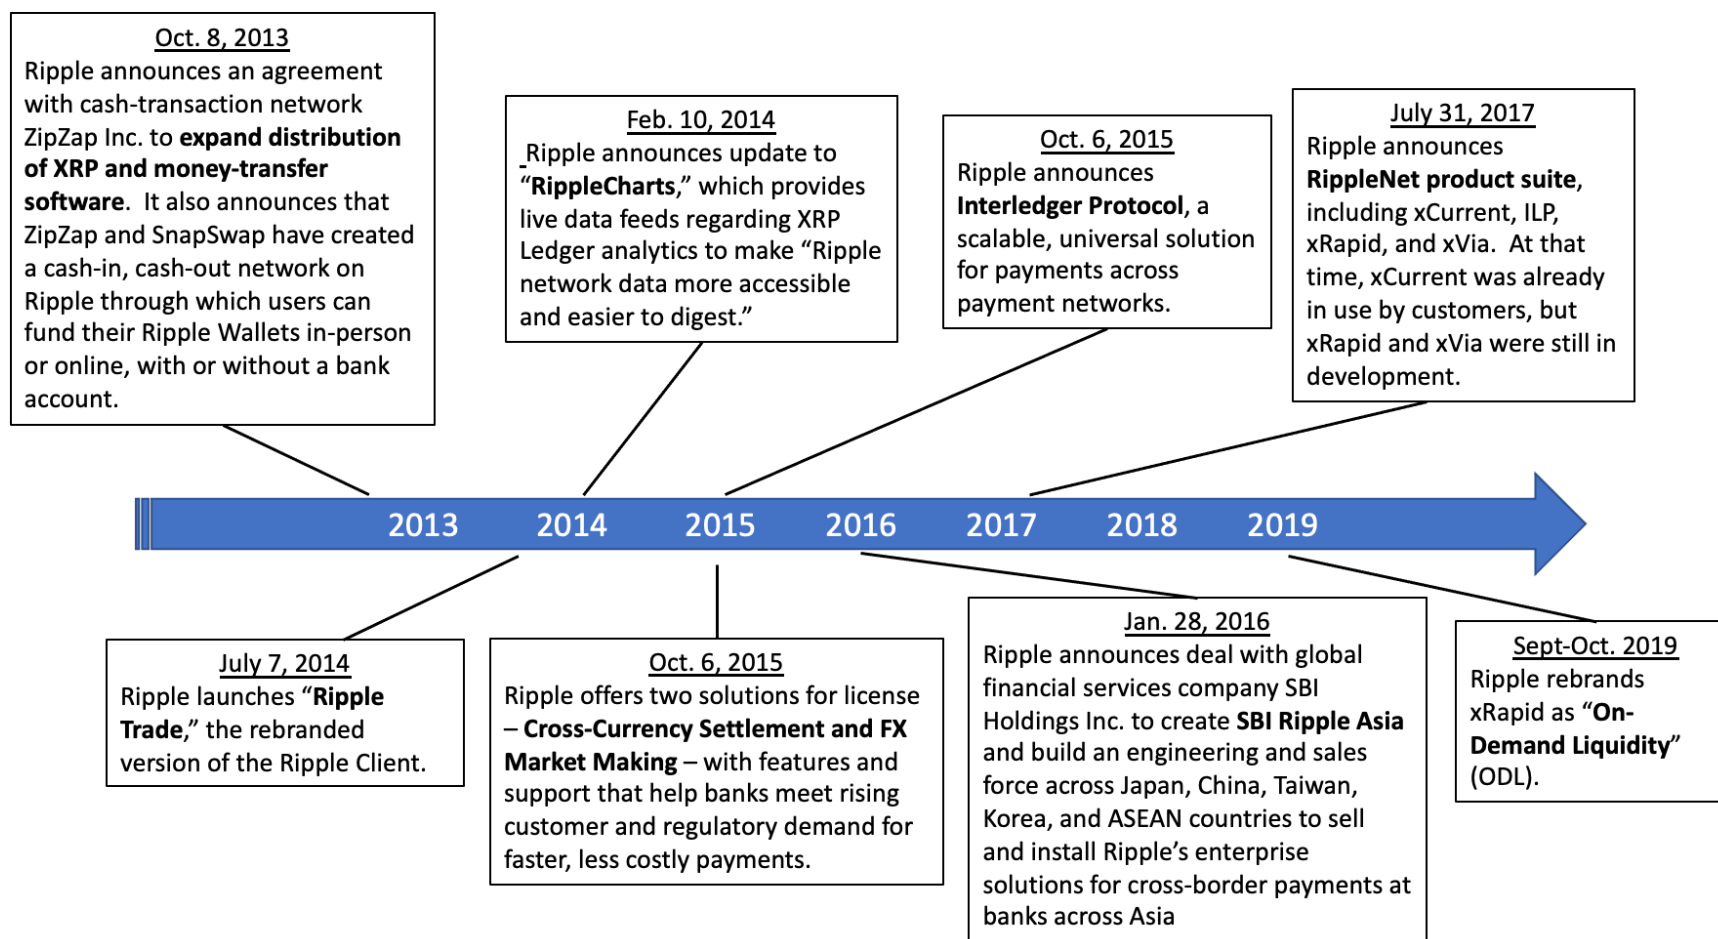 Oct. 8, 2013
Ripple announces an agreement
with cash-transaction network
ZipZap Inc. to expand distribution
of XRP and money-transfer
software.  It also announces that
ZipZap and SnapSwap have created
a cash-in, cash-out network on
Ripple through which users can
fund their Ripple Wallets in-person
or online, with or without a bank
account.
Feb. 10, 2014
Ripple announces update to
“RippleCharts,” which provides
live data feeds regarding XRP
Ledger analytics to make “Ripple
network data more accessible
and easier to digest.”
Oct. 6, 2015
Ripple announces
Interledger Protocol, a
scalable, universal solution
for payments across
payment networks.
July 31, 2017
Ripple announces
RippleNet product suite,
including xCurrent, ILP,
xRapid, and xVia.  At that
time, xCurrent was already
in use by customers, but
xRapid and xVia were still in
development.
2013 2014 2015 2016 2017 2018 2019
July 7, 2014
Ripple launches “Ripple
Trade,” the rebranded
version of the Ripple Client.
Oct. 6, 2015
Ripple offers two solutions for license
– Cross-Currency Settlement and FX
Market Making – with features and
support that help banks meet rising
customer and regulatory demand for
faster, less costly payments.
Jan. 28, 2016
Ripple announces deal with global
financial services company SBI
Holdings Inc. to create SBI Ripple Asia
and build an engineering and sales
force across Japan, China, Taiwan,
Korea, and ASEAN countries to sell
and install Ripple’s enterprise
solutions for cross-border payments at
banks across Asia
Sept-Oct. 2019
Ripple rebrands
xRapid as “On-
Demand Liquidity”
(ODL).